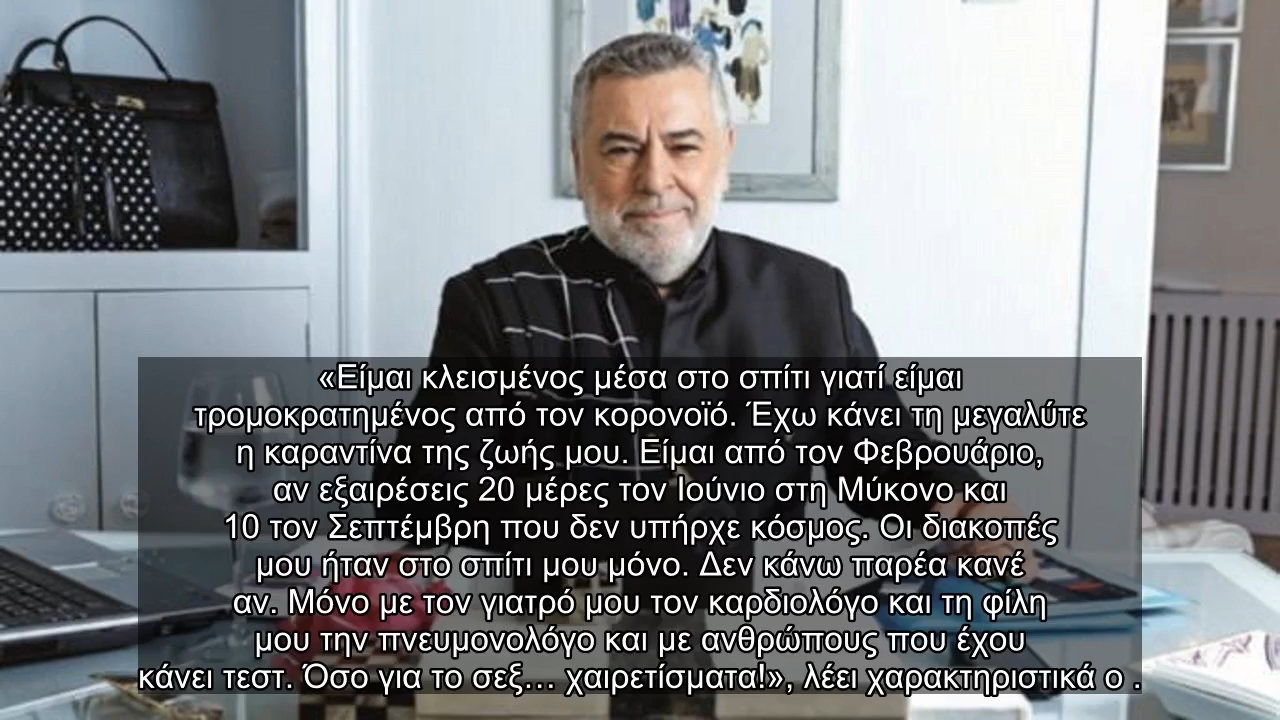 «Είμαι κλεισμένος μέσα στο σπίτι γιατί είμαι
τρομοκρατημένος από τον κορονοϊό. Έχω κάνει τη μεγαλύτε
η καραντίνα της ζωής μου. Είμαι από τον Φεβρουάριο,
αν εξαιρέσεις 20 μέρες τον Ιούνιο στη Μύκονο και
10 τον Σεπτέμβρη που δεν υπήρχε κόσμος. Οι διακοπές
μου ήταν στο σπίτι μου μόνο. Δεν κάνω παρέα κανέ
αν. Μόνο με τον γιατρό μου τον καρδιολόγο και τη φίλη
μου την πνευμονολόγο και με ανθρώπους που έχου
κάνει τεστ. Όσο για το σεξ… χαιρετίσματα!», λέει χαρακτηριστικά ο .